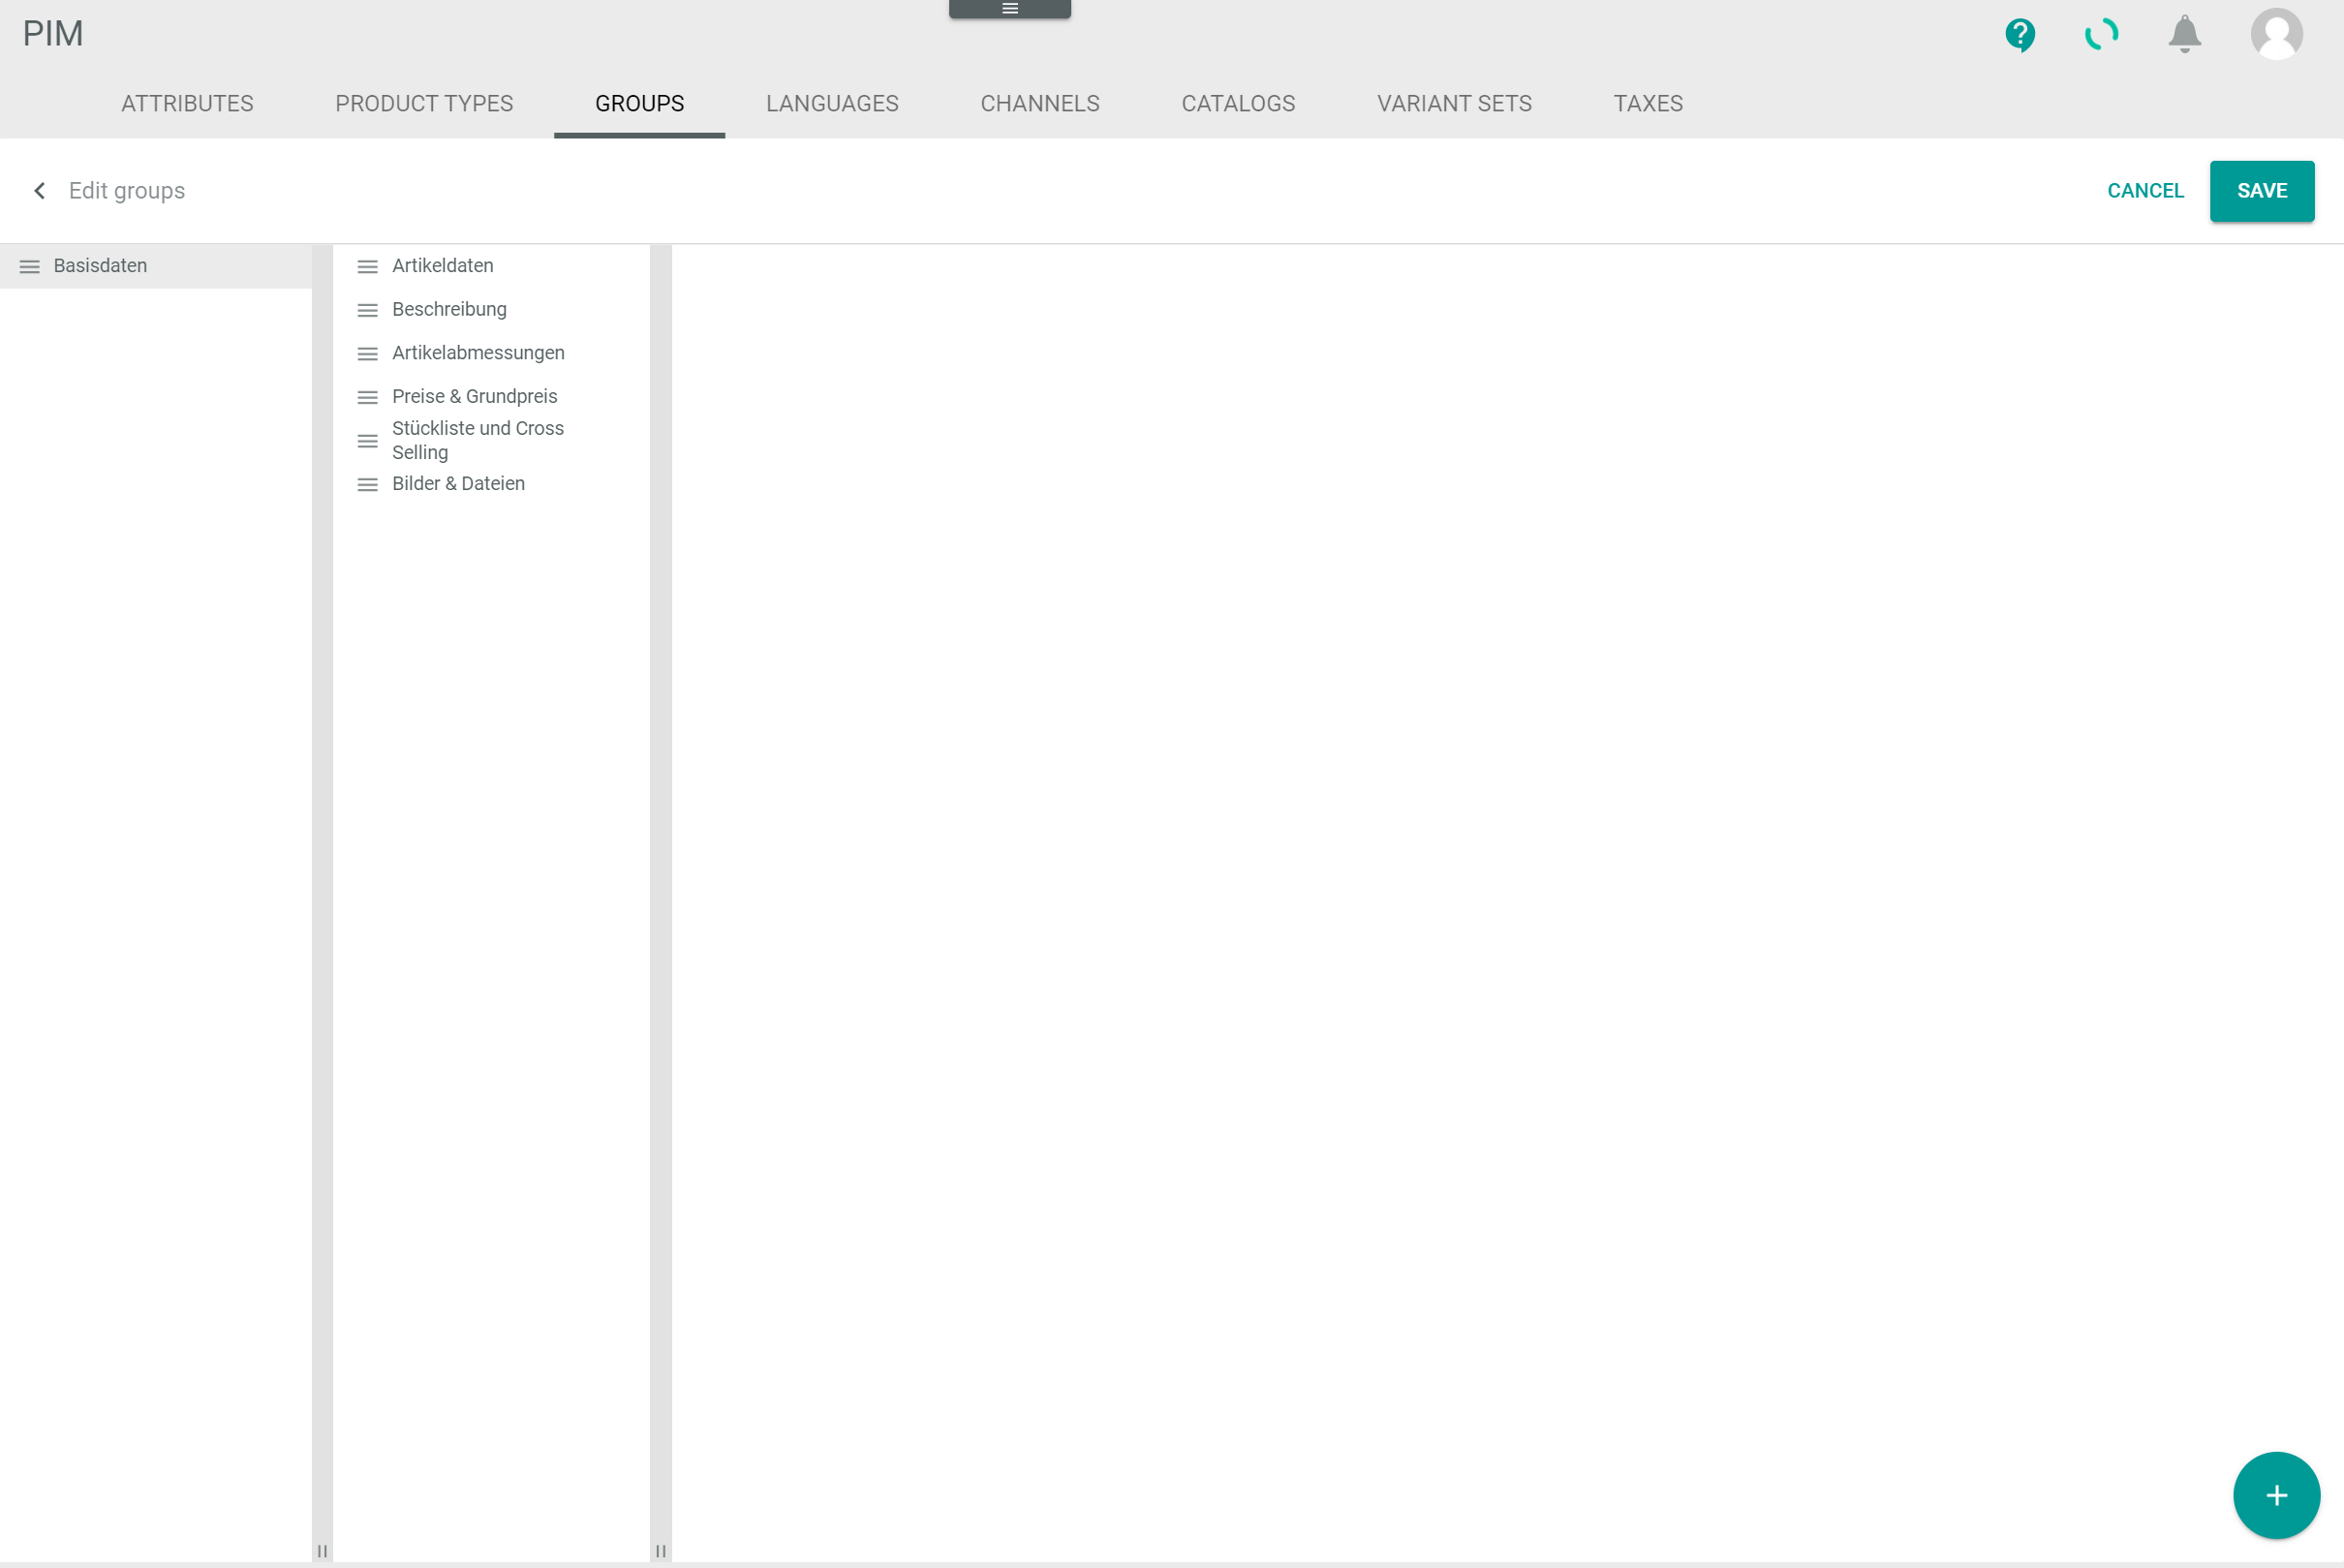 PIM
ATTRIBUTES PRODUCT TYPES GROUPS LANGUAGES CHANNELS CATALOGS VARIANT SETS TAXES
Edit groups
CANCEL SAVE
Basisdaten
Artikeldaten
Beschreibung
Artikelabmessungen
Preise & Grundpreis
Stückliste und Cross
Selling
Bilder & Dateien